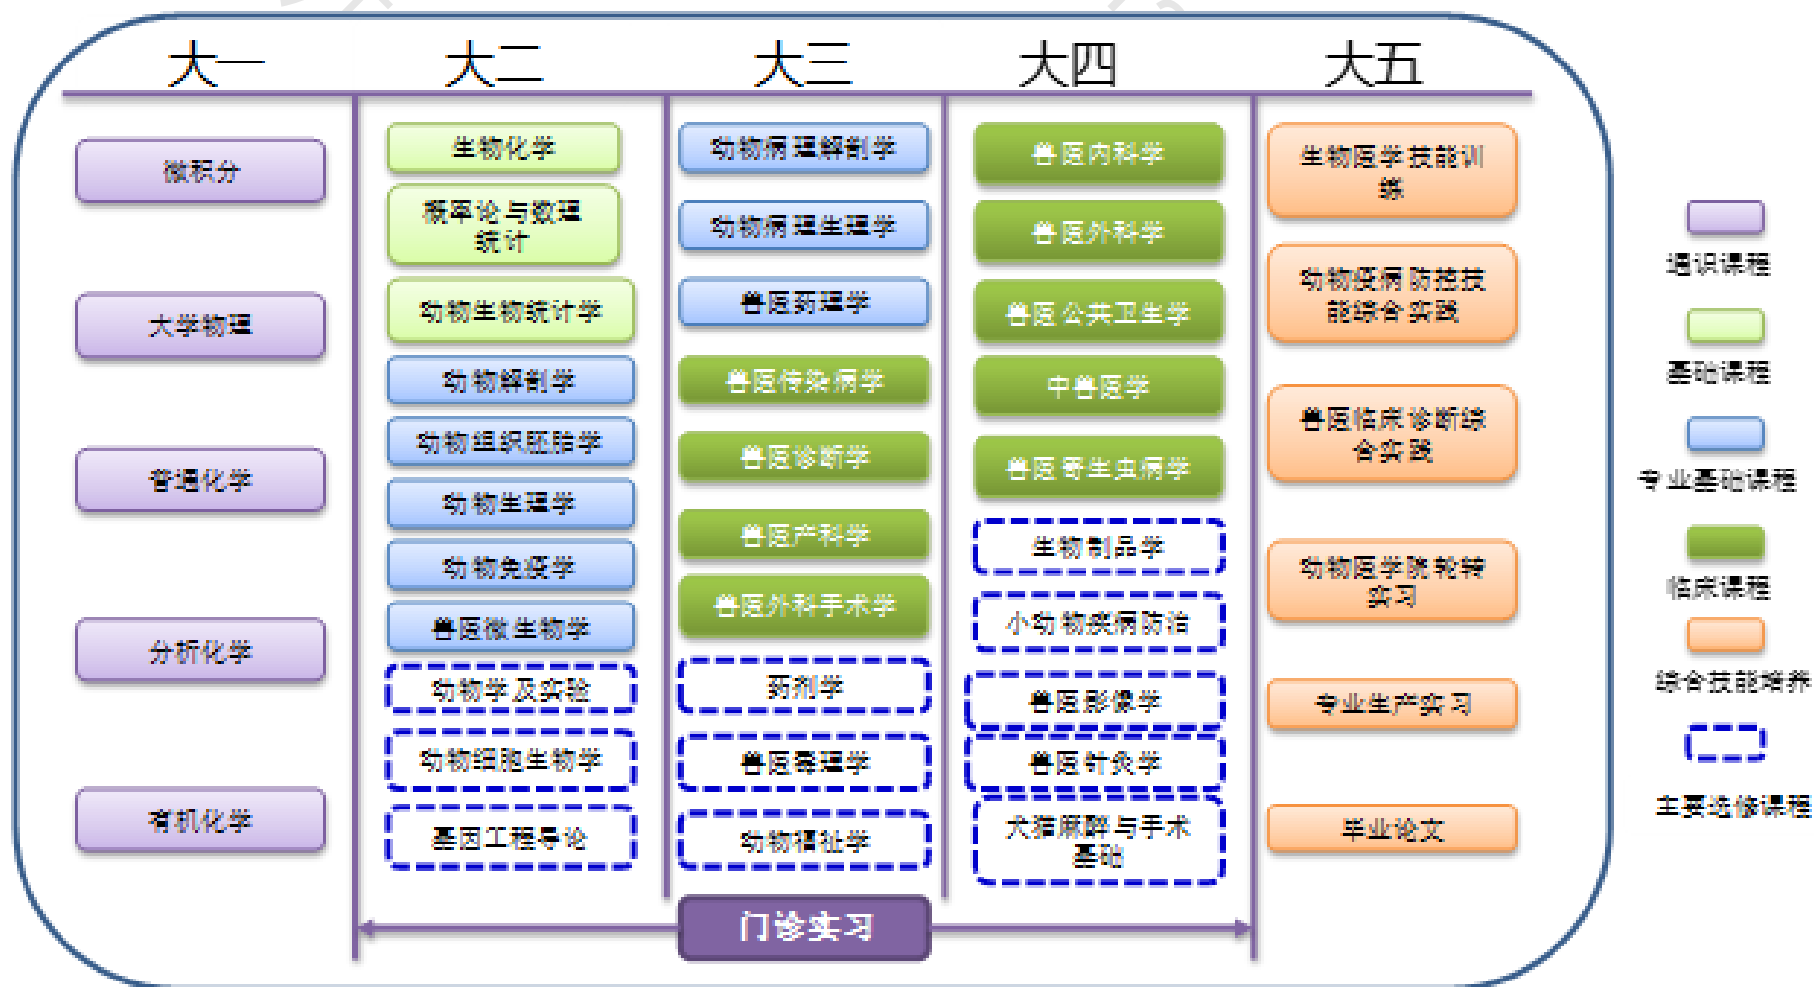 大一
大二
大三
大四
大五
微积分
大学物理
普通化学
分析化学
有机化学
生物化学
概率论与数理
统计
动物生物统计学
动物解剖学
动物组织胚胎学
动物生理学
动物免疫学
兽医微生物学
动物学及实验
动物细胞生物学
基因工程导论
动物病理解剖学
动物病理生理学
兽医药理学
兽医传染病学
兽医诊断学
兽医产科学
兽医外科手术学
药剂学
兽医毒理学
动物福祉学
兽医内科学
兽医外科学
兽医公共卫生学
中兽医学
兽医寄生虫病学
生物制品学
小动物疾病防治
兽医影像学
兽医针灸学
犬猫麻醉与手术
基础
生物医学技能训
练
动物疫病防控技
能综合实践
兽医临床诊断综
合实践
动物医学院轮转
实习
专业生产实习
毕业论文
门诊实习
通识课程
基础课程
专业基础课程
临床课程
综合技能培养
主要选修课程